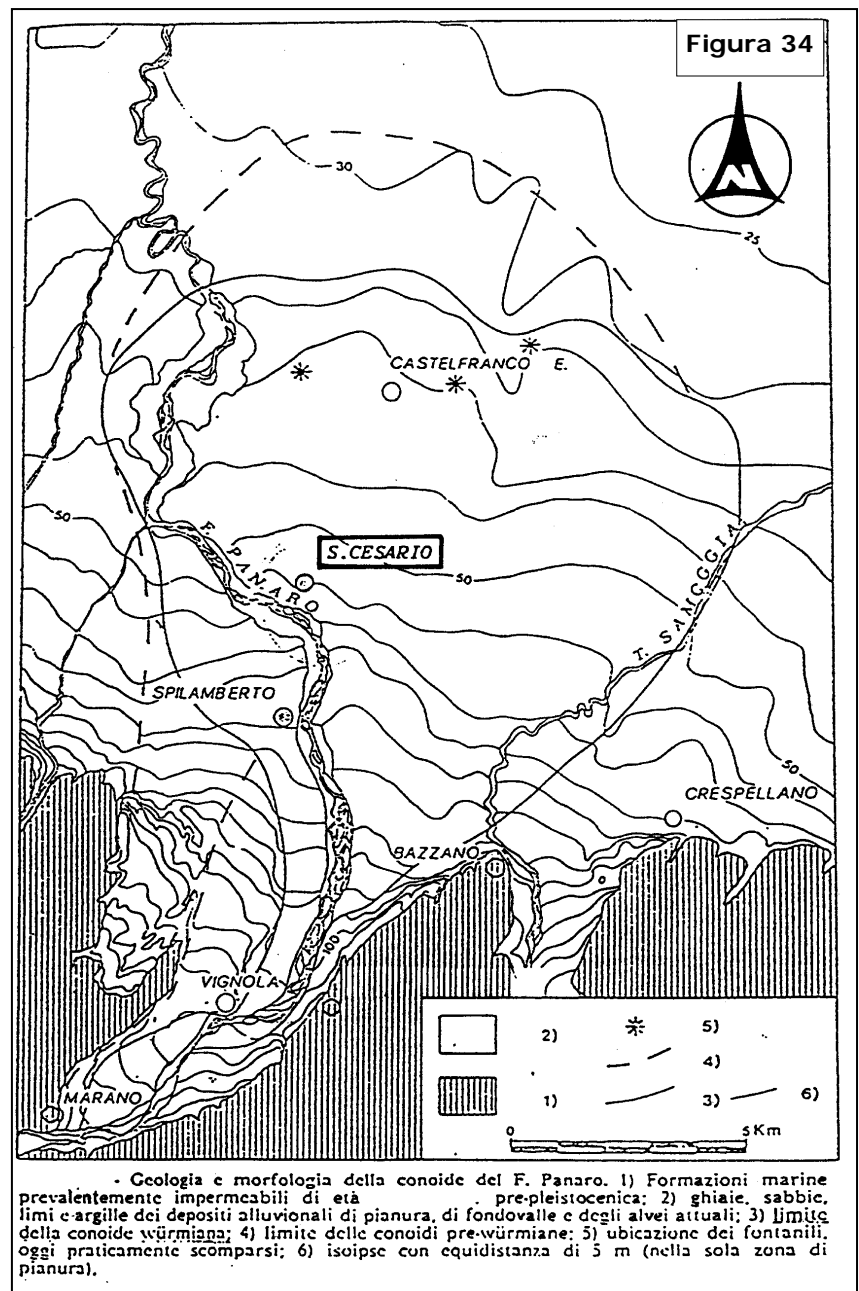 Figura 34
N
30
25
CASTELFRANCO E.
50
F. PANARO
S.CESARIO
50
T. SAMOGGIA
SPILAMBERTO
50
CRESPELLANO
BAZZANO
100
VIGNOLA
MARANO
2) 5)
4)
1) 3) 6)
0 5 Km
- Geologia e morfologia della conoide del F. Panaro. 1) Formazioni marine
prevalentemente impermeabili di età . pre-pleistocenica; 2) ghiaie, sabbie,
limi e argille dei depositi alluvionali di pianura, di fondovalle e degli alvei attuali; 3) limite
della conoide würmiana; 4) limite delle conoidi pre-würmiane; 5) ubicazione dei fontanili,
oggi praticamente scomparsi; 6) isoipse con equidistanza di 5 m (nella sola zona di
pianura).